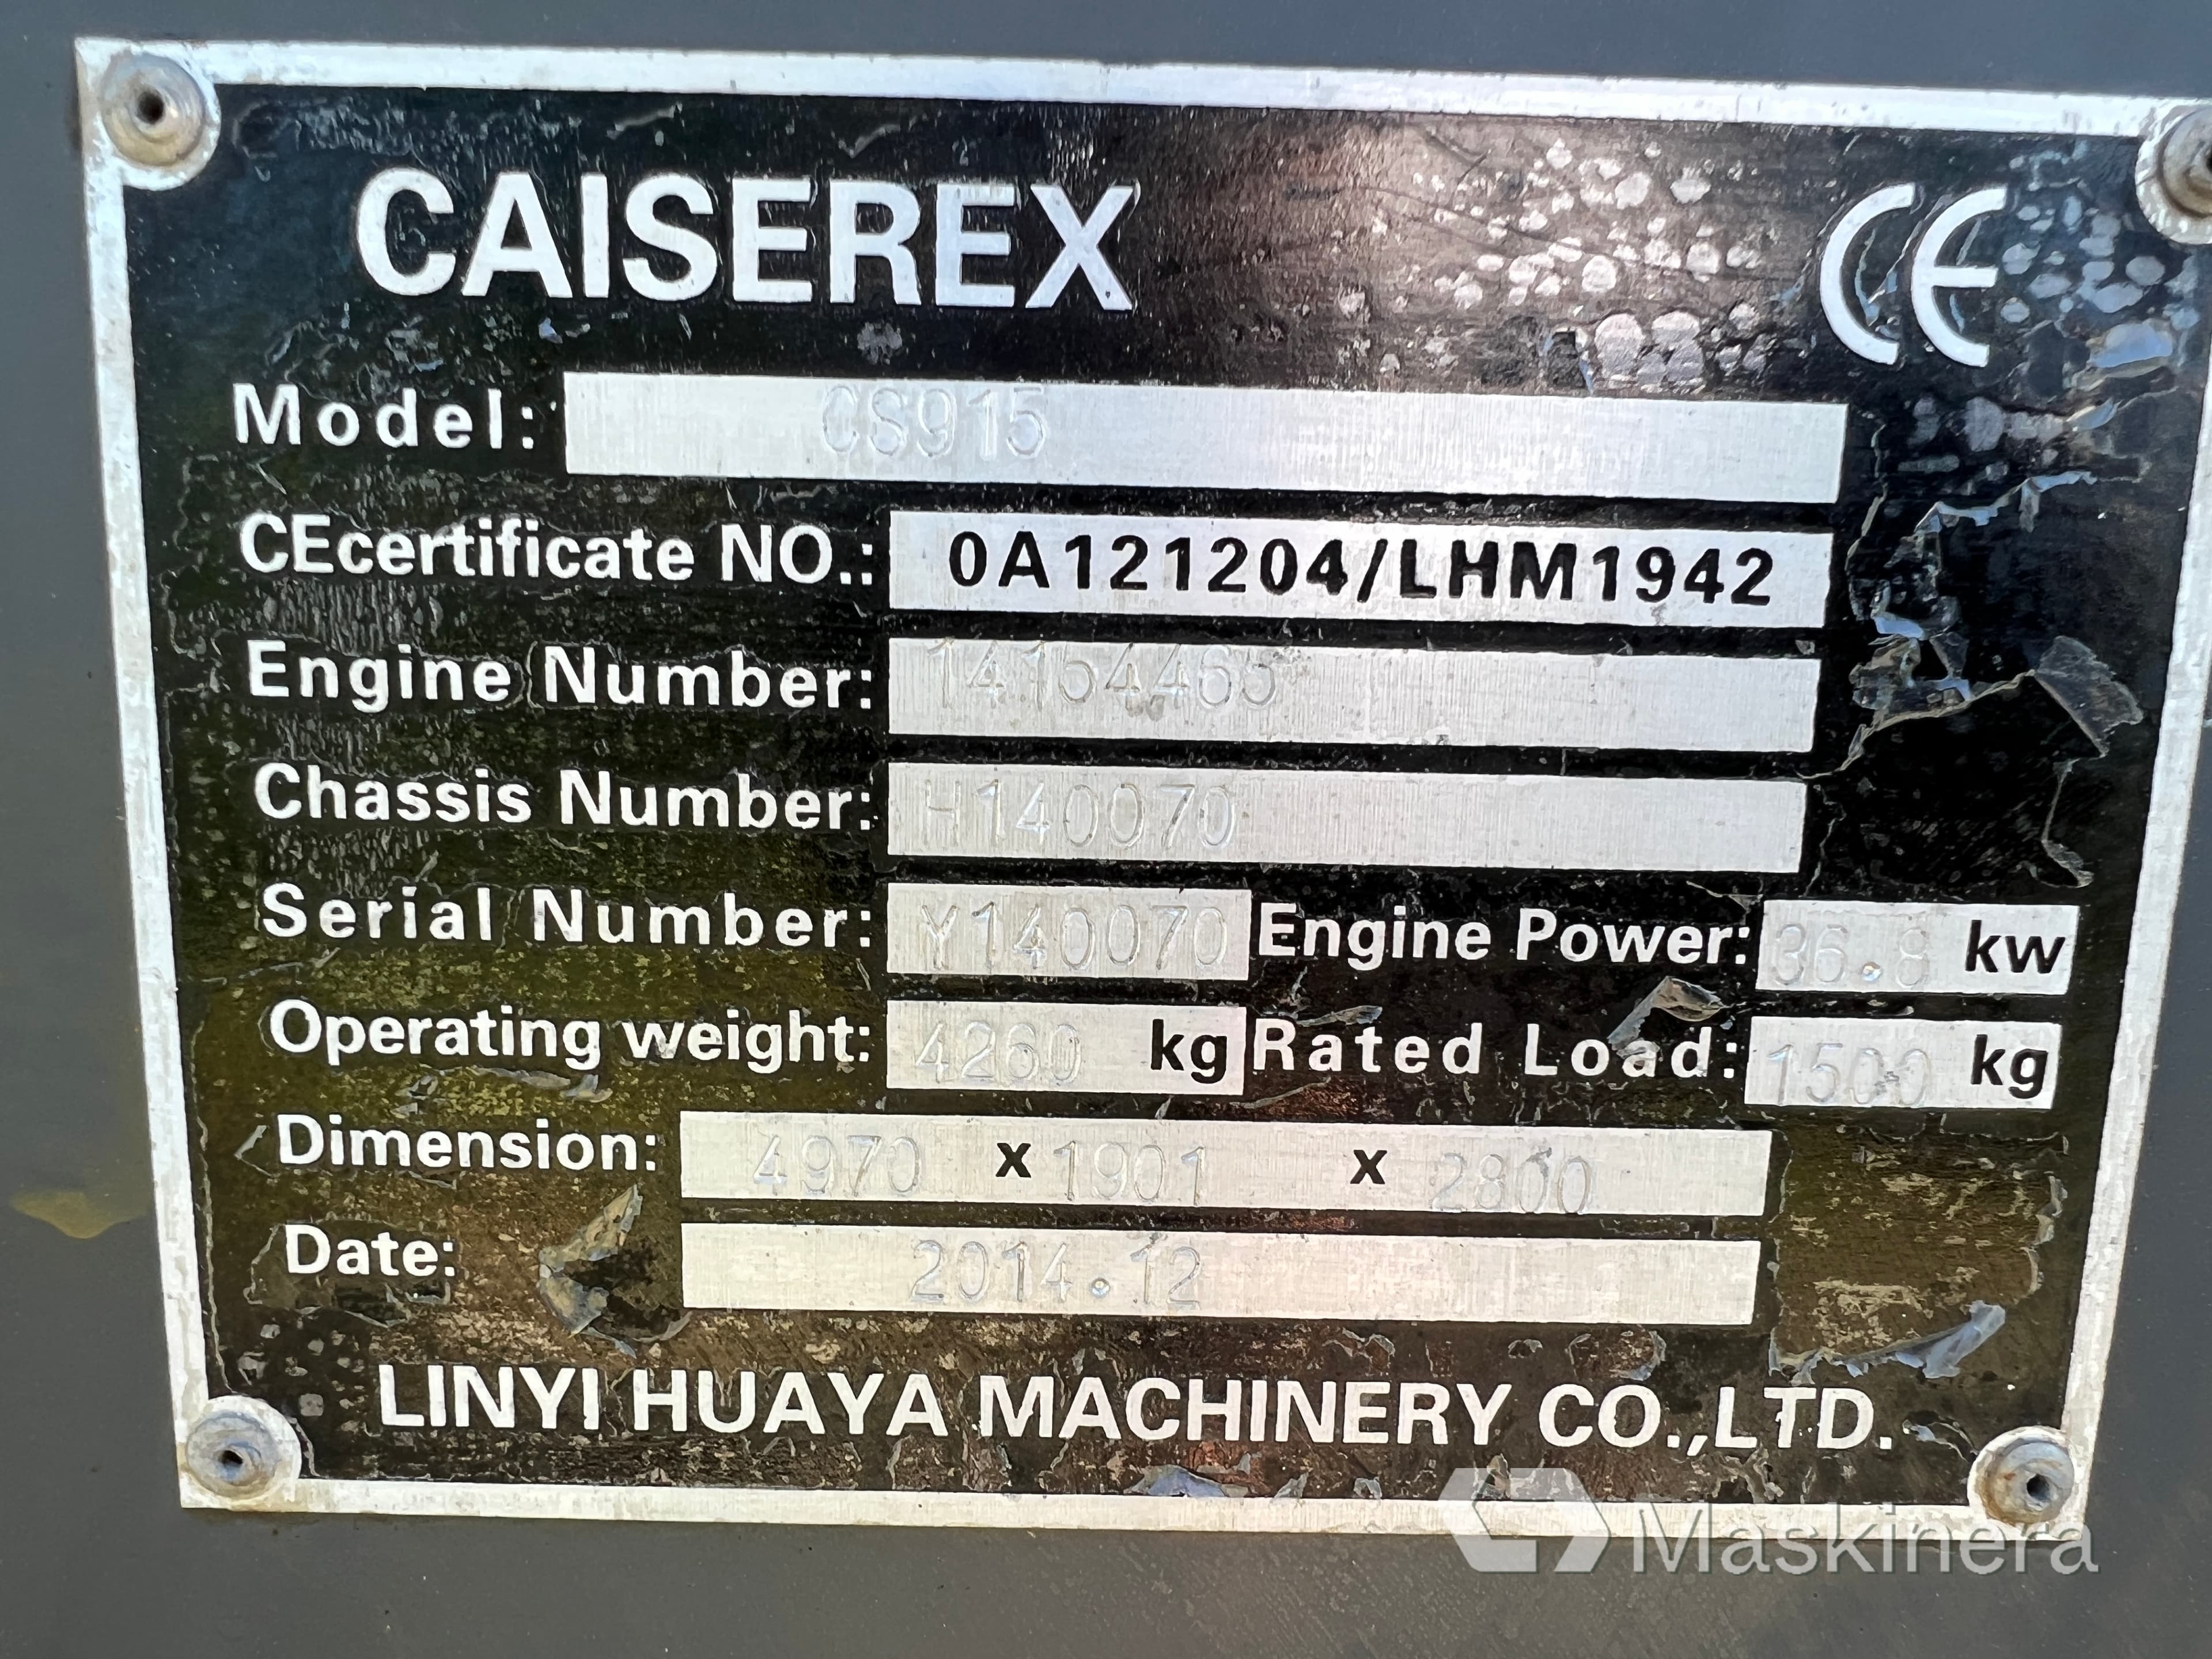 CAISEREX CE
Model: CS915
CEcertificate NO.: 0A121204/LHM1942
Engine Number: 14154465
Chassis Number: H140070
Serial Number: Y140070 Engine Power: 36.8 kw
Operating weight: 4260 kg Rated Load: 1500 kg
Dimension: 4970 x 1901 x 2800
Date: 2014.12
LINYI HUAYA MACHINERY CO.,LTD.
Maskinera